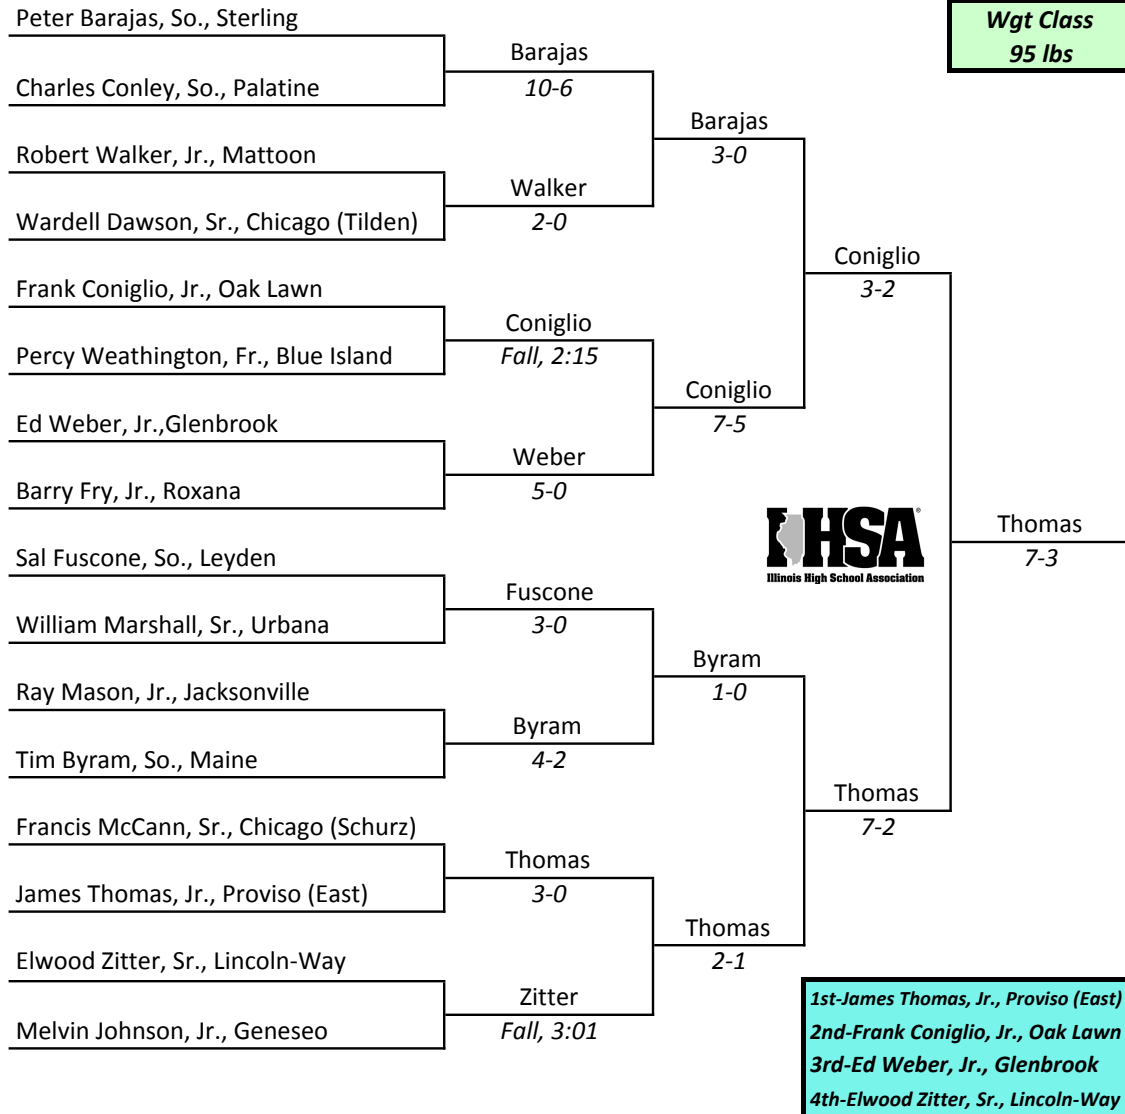 Peter Barajas, So., Sterling
Wgt Class
95 lbs
Barajas
10-6
Charles Conley, So., Palatine
Barajas
3-0
Robert Walker, Jr., Mattoon
Walker
2-0
Wardell Dawson, Sr., Chicago (Tilden)
Coniglio
3-2
Frank Coniglio, Jr., Oak Lawn
Coniglio
Fall, 2:15
Percy Weathington, Fr., Blue Island
Coniglio
7-5
Ed Weber, Jr.,Glenbrook
Weber
5-0
Barry Fry, Jr., Roxana
IHSA®
Illinois High School Association
Thomas
7-3
Sal Fuscone, So., Leyden
Fuscone
3-0
William Marshall, Sr., Urbana
Byram
1-0
Ray Mason, Jr., Jacksonville
Byram
4-2
Tim Byram, So., Maine
Thomas
7-2
Francis McCann, Sr., Chicago (Schurz)
Thomas
3-0
James Thomas, Jr., Proviso (East)
Thomas
2-1
Elwood Zitter, Sr., Lincoln-Way
Zitter
Fall, 3:01
Melvin Johnson, Jr., Geneseo
1st-James Thomas, Jr., Proviso (East)
2nd-Frank Coniglio, Jr., Oak Lawn
3rd-Ed Weber, Jr., Glenbrook
4th-Elwood Zitter, Sr., Lincoln-Way